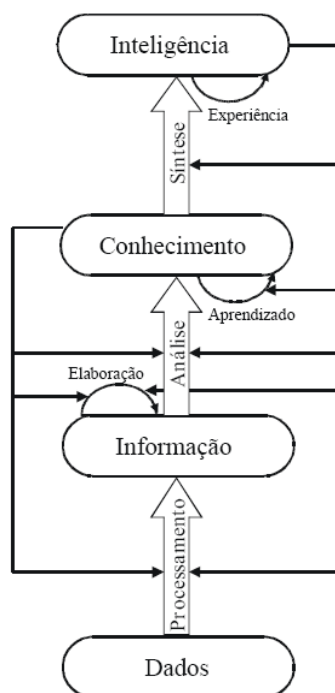 Inteligência
Experiência
Síntese
Conhecimento
Aprendizado
Análise
Elaboração
Informação
Processamento
Dados